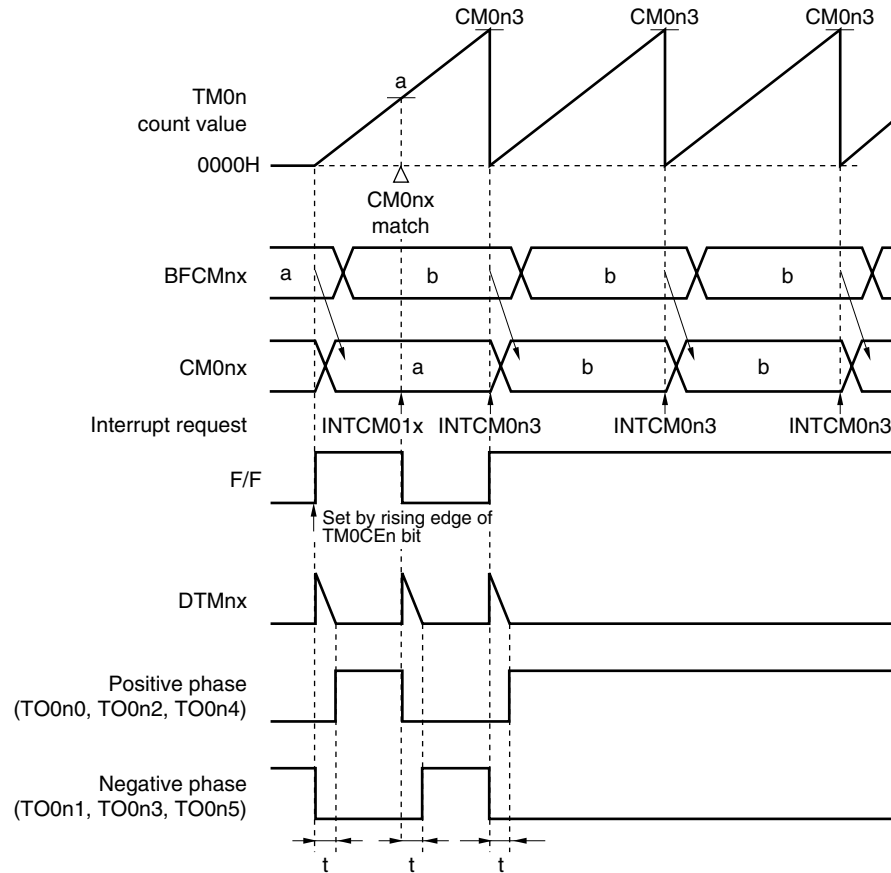 CM0n3 CM0n3 CM0n3
a
TM0n
count value
0000H
CM0nx
match
BFCMnx a b b b
CM0nx a b b
Interrupt request INTCM01x INTCM0n3 INTCM0n3 INTCM0n3
F/F
Set by rising edge of
TM0CEn bit
DTMnx
Positive phase
(TO0n0, TO0n2, TO0n4)
Negative phase
(TO0n1, TO0n3, TO0n5)
t t t